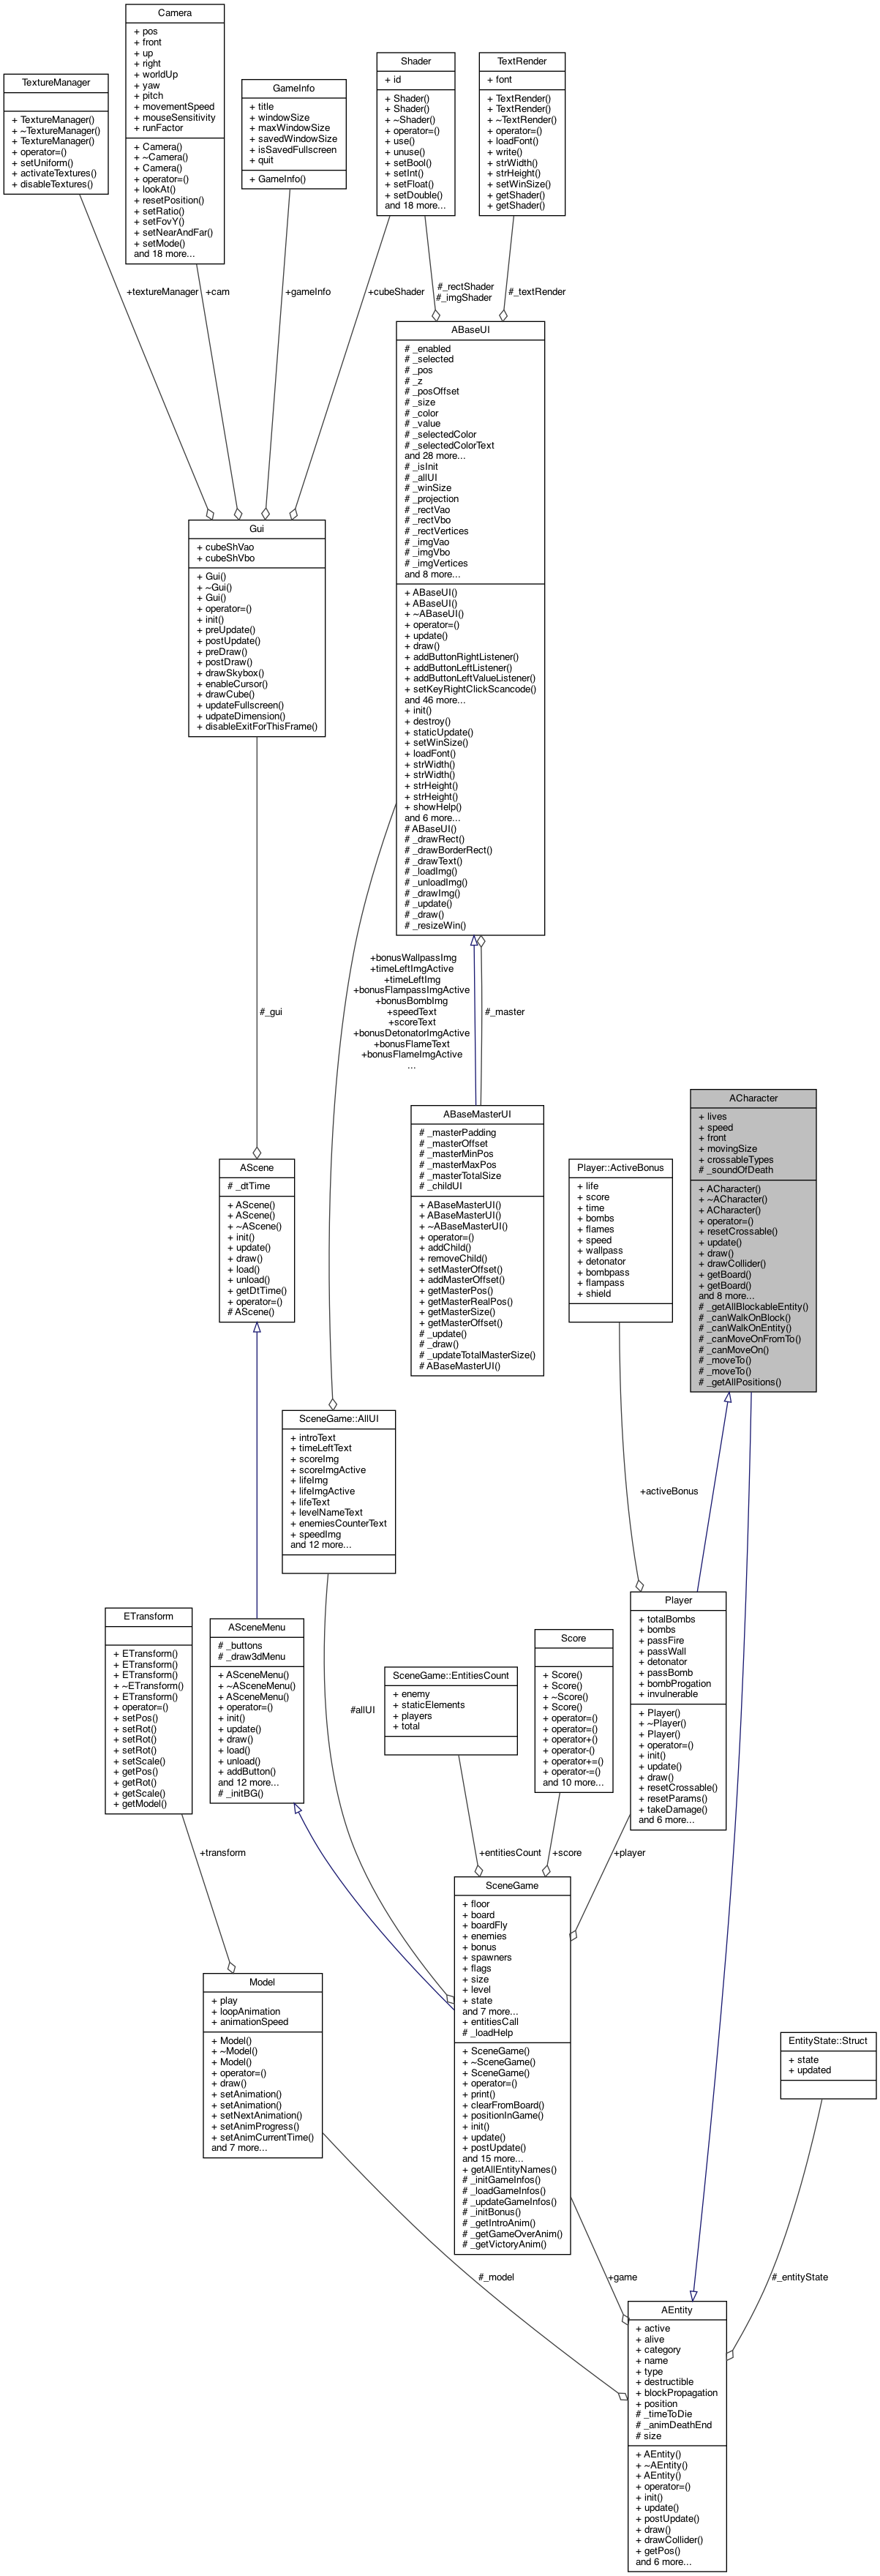 Camera
+ pos
+ front
+ up
+ right
+ worldUp
+ yaw
+ pitch
+ movementSpeed
+ mouseSensitivity
+ runFactor
+ Camera()
+ ~Camera()
+ Camera()
+ operator=()
+ lookAt()
+ resetPosition()
+ setRatio()
+ setFovY()
+ setNearAndFar()
+ setMode()
and 18 more...
TextureManager
+ TextureManager()
+ ~TextureManager()
+ TextureManager()
+ operator=()
+ setUniform()
+ activateTextures()
+ disableTextures()
GameInfo
+ title
+ windowSize
+ maxWindowSize
+ savedWindowSize
+ isSavedFullscreen
+ quit
+ GameInfo()
Shader
+ id
+ Shader()
+ Shader()
+ ~Shader()
+ operator=()
+ use()
+ unuse()
+ setBool()
+ setInt()
+ setFloat()
+ setDouble()
and 18 more...
TextRender
+ font
+ TextRender()
+ TextRender()
+ ~TextRender()
+ operator=()
+ loadFont()
+ write()
+ strWidth()
+ strHeight()
+ setWinSize()
+ getShader()
+ getShader()
+textureManager
+cam
+gameInfo
+cubeShader
#_rectShader
#_imgShader
#_textRender
ABaseUI
# _enabled
# _selected
# _pos
# _z
# _posOffset
# _size
# _color
# _value
# _selectedColor
# _selectedColorText
and 28 more...
# _isInit
# _allUI
# _winSize
# _projection
# _rectVao
# _rectVbo
# _rectVertices
# _imgVao
# _imgVbo
# _imgVertices
and 8 more...
+ ABaseUI()
+ ABaseUI()
+ ~ABaseUI()
+ operator=()
+ update()
+ draw()
+ addButtonRightListener()
+ addButtonLeftListener()
+ addButtonLeftValueListener()
+ setKeyRightClickScancode()
and 46 more...
+ init()
+ destroy()
+ staticUpdate()
+ setWinSize()
+ loadFont()
+ strWidth()
+ strWidth()
+ strHeight()
+ strHeight()
+ showHelp()
and 6 more...
# ABaseUI()
# _drawRect()
# _drawBorderRect()
# _drawText()
# _loadImg()
# _unloadImg()
# _drawImg()
# _update()
# _draw()
# _resizeWin()
Gui
+ cubeShVao
+ cubeShVbo
+ Gui()
+ ~Gui()
+ Gui()
+ operator=()
+ init()
+ preUpdate()
+ postUpdate()
+ preDraw()
+ postDraw()
+ drawSkybox()
+ enableCursor()
+ drawCube()
+ updateFullscreen()
+ udpateDimension()
+ disableExitForThisFrame()
#_gui
+bonusWallpassImg
+timeLeftImgActive
+timeLeftImg
+bonusFlampassImgActive
+bonusBombImg
+speedText
+scoreText
+bonusDetonatorImgActive
+bonusFlameText
+bonusFlameImgActive
...
#_master
ABaseMasterUI
# _masterPadding
# _masterOffset
# _masterMinPos
# _masterMaxPos
# _masterTotalSize
# _childUI
+ ABaseMasterUI()
+ ABaseMasterUI()
+ ~ABaseMasterUI()
+ operator=()
+ addChild()
+ removeChild()
+ setMasterOffset()
+ addMasterOffset()
+ getMasterPos()
+ getMasterRealPos()
+ getMasterSize()
+ getMasterOffset()
# _update()
# _draw()
# _updateTotalMasterSize()
# ABaseMasterUI()
ACharacter
+ lives
+ speed
+ front
+ movingSize
+ crossableTypes
# _soundOfDeath
+ ACharacter()
+ ~ACharacter()
+ ACharacter()
+ operator=()
+ resetCrossable()
+ update()
+ draw()
+ drawCollider()
+ getBoard()
+ getBoard()
and 8 more...
# _getAllBlockableEntity()
# _canWalkOnBlock()
# _canWalkOnEntity()
# _canMoveOnFromTo()
# _canMoveOn()
# _moveTo()
# _moveTo()
# _getAllPositions()
AScene
# _dtTime
+ AScene()
+ AScene()
+ ~AScene()
+ init()
+ update()
+ draw()
+ load()
+ unload()
+ getDtTime()
+ operator=()
# AScene()
Player::ActiveBonus
+ life
+ score
+ time
+ bombs
+ flames
+ speed
+ wallpass
+ detonator
+ bombpass
+ flampass
+ shield
SceneGame::AllUI
+ introText
+ timeLeftText
+ scoreImg
+ scoreImgActive
+ lifeImg
+ lifeImgActive
+ lifeText
+ levelNameText
+ enemiesCounterText
+ speedImg
and 12 more...
+activeBonus
ETransform
+ ETransform()
+ ETransform()
+ ETransform()
+ ~ETransform()
+ ETransform()
+ operator=()
+ setPos()
+ setRot()
+ setRot()
+ setRot()
+ setScale()
+ getPos()
+ getRot()
+ getScale()
+ getModel()
ASceneMenu
# _buttons
# _draw3dMenu
+ ASceneMenu()
+ ~ASceneMenu()
+ ASceneMenu()
+ operator=()
+ init()
+ update()
+ draw()
+ load()
+ unload()
+ addButton()
and 12 more...
# _initBG()
#allUI
SceneGame::EntitiesCount
+ enemy
+ staticElements
+ players
+ total
Score
+ Score()
+ Score()
+ ~Score()
+ Score()
+ operator=()
+ operator=()
+ operator+()
+ operator-()
+ operator+=()
+ operator-=()
and 10 more...
Player
+ totalBombs
+ bombs
+ passFire
+ passWall
+ detonator
+ passBomb
+ bombProgation
+ invulnerable
+ Player()
+ ~Player()
+ Player()
+ operator=()
+ init()
+ update()
+ draw()
+ resetCrossable()
+ resetParams()
+ takeDamage()
and 6 more...
+transform
+entitiesCount
+score
+player
SceneGame
+ floor
+ board
+ boardFly
+ enemies
+ bonus
+ spawners
+ flags
+ size
+ level
+ state
and 7 more...
+ entitiesCall
# _loadHelp
+ SceneGame()
+ ~SceneGame()
+ SceneGame()
+ operator=()
+ print()
+ clearFromBoard()
+ positionInGame()
+ init()
+ update()
+ postUpdate()
and 15 more...
+ getAllEntityNames()
# _initGameInfos()
# _loadGameInfos()
# _updateGameInfos()
# _initBonus()
# _getIntroAnim()
# _getGameOverAnim()
# _getVictoryAnim()
Model
+ play
+ loopAnimation
+ animationSpeed
+ Model()
+ ~Model()
+ Model()
+ operator=()
+ draw()
+ setAnimation()
+ setAnimation()
+ setNextAnimation()
+ setAnimProgress()
+ setAnimCurrentTime()
and 7 more...
EntityState::Struct
+ state
+ updated
#_model
+game
#_entityState
AEntity
+ active
+ alive
+ category
+ name
+ type
+ destructible
+ blockPropagation
+ position
# _timeToDie
# _animDeathEnd
# size
+ AEntity()
+ ~AEntity()
+ AEntity()
+ operator=()
+ init()
+ update()
+ postUpdate()
+ draw()
+ drawCollider()
+ getPos()
and 6 more...